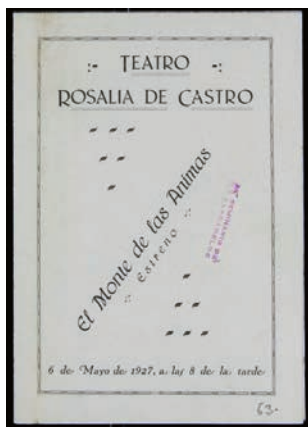 TEATRO
ROSALIA DE CASTRO
El Monte de las Animas
Estreno
6 de Mayo de 1927, a las 8 de la tarde
63-